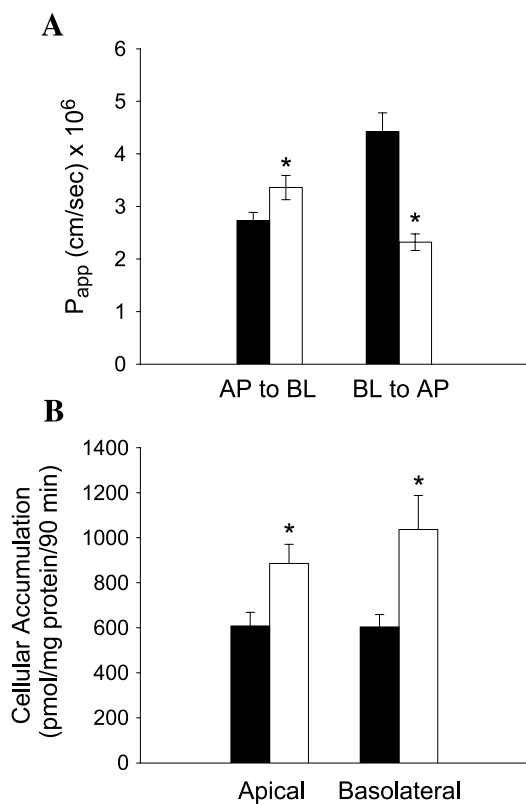 A
P_app (cm/sec) x 10^6
6
5
4
3
2
1
0
*
*
AP to BL
BL to AP
B
Cellular Accumulation
(pmol/mg protein/90 min)
1400
1200
1000
800
600
400
200
0
*
*
Apical
Basolateral